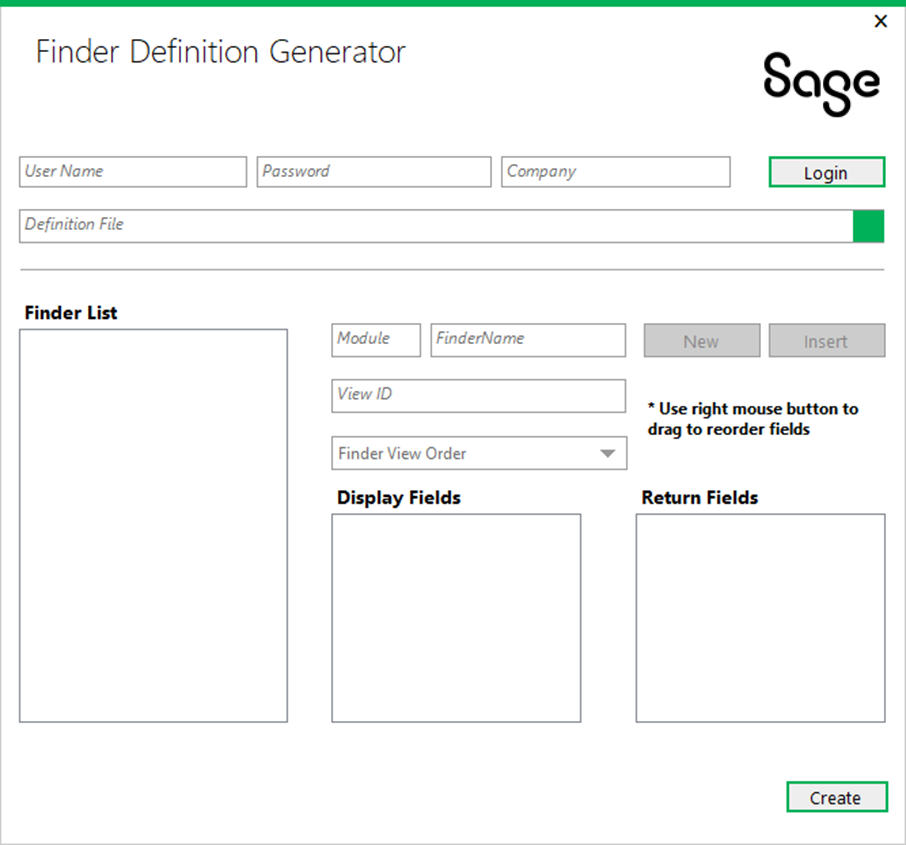 ×
Finder Definition Generator
Sage
User Name
Password
Company
Login
Definition File
Finder List
Module
FinderName
New
Insert
View ID
* Use right mouse button to
drag to reorder fields
Finder View Order
Display Fields
Return Fields
Create